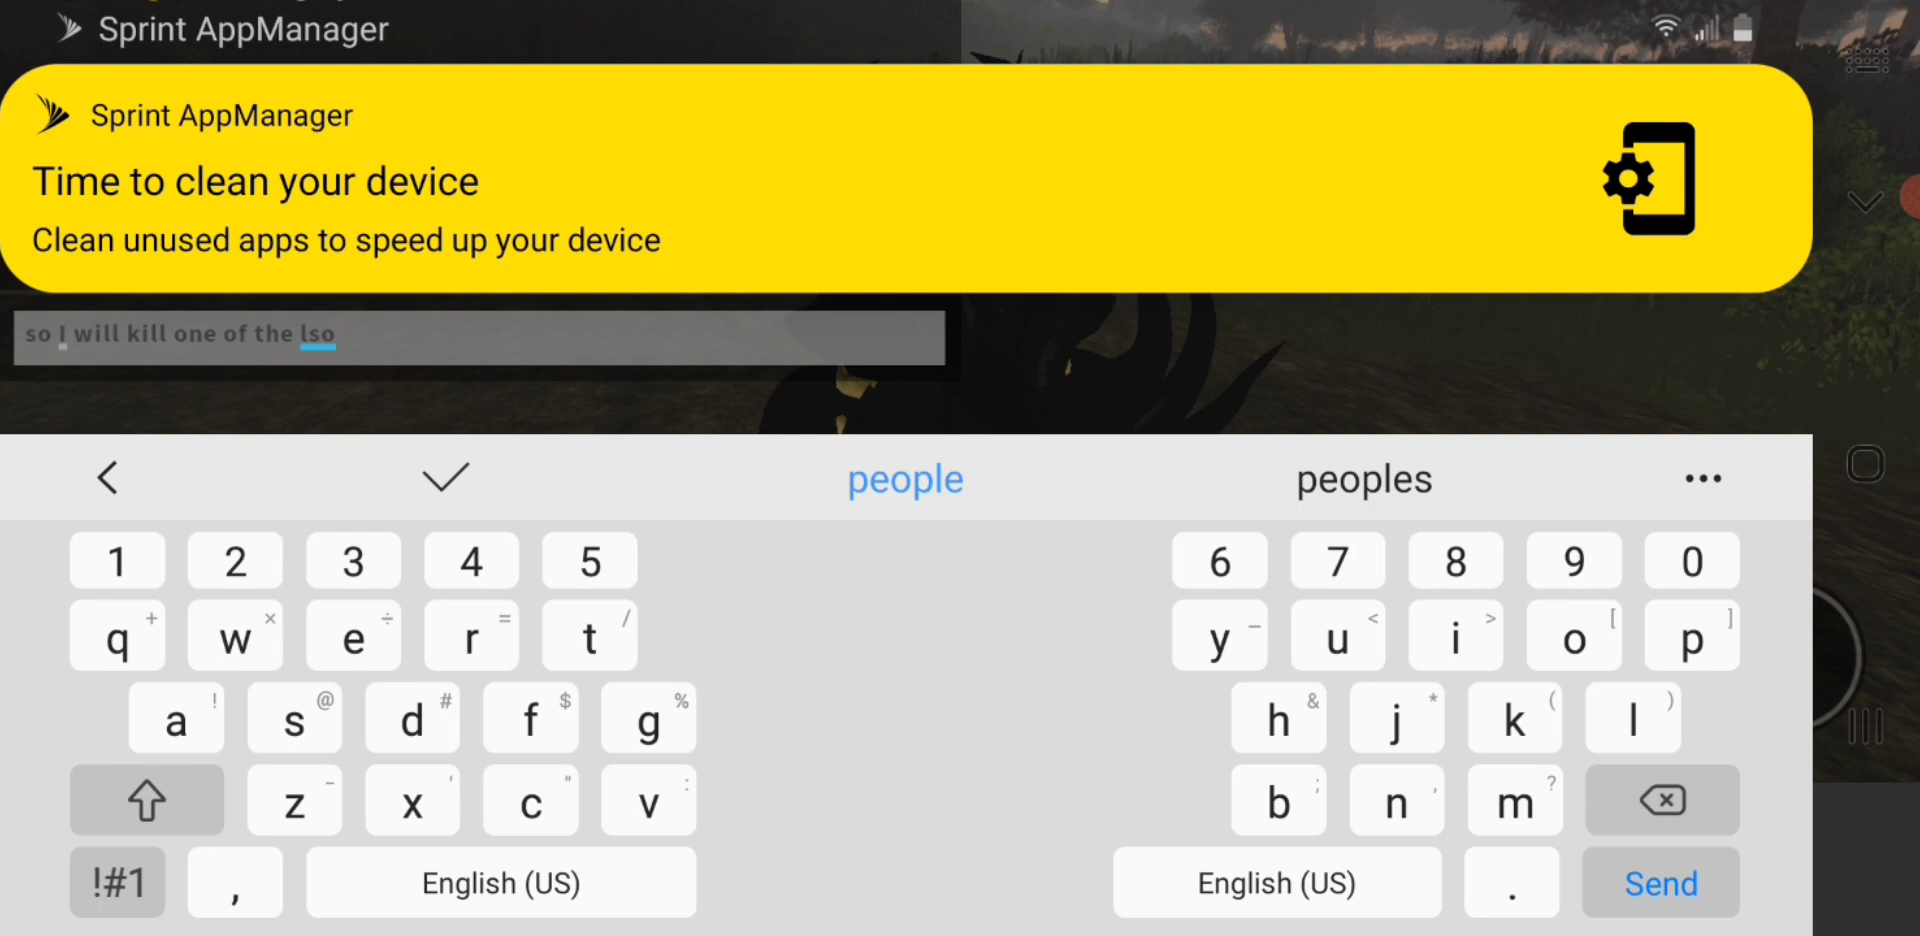 Sprint AppManager
Sprint AppManager
Time to clean your device
Clean unused apps to speed up your device
so I will kill one of the lso
people peoples •••
1 2 3 4 5 6 7 8 9 0
q + w × e ÷ r = t / y _ u < i > o [ p ]
a ! s @ d # f $ g % h & j * k ( l )
z - x ' c " v : b ; n , m ?
!#1 , English (US) English (US) . Send